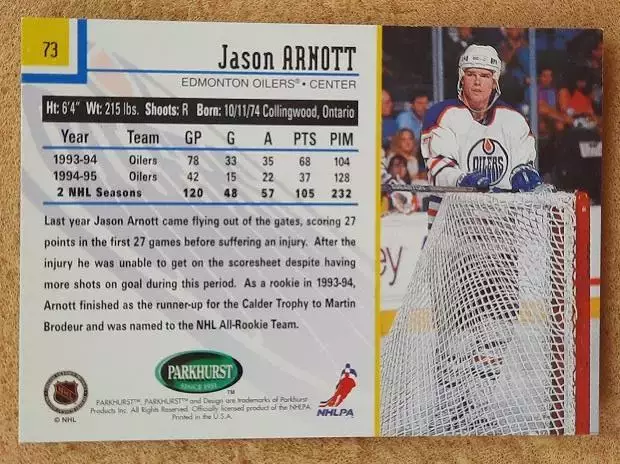 73
Jason ARNOTT
EDMONTON OILERS® • CENTER
Ht: 6'4" Wt: 215 lbs. Shoots: R Born: 10/11/74 Collingwood, Ontario
Year Team GP G A PTS PIM
1993-94 Oilers 78 33 35 68 104
1994-95 Oilers 42 15 22 37 128
2 NHL Seasons 120 48 57 105 232
Last year Jason Arnott came flying out of the gates, scoring 27
points in the first 27 games before suffering an injury. After the
injury he was unable to get on the scoresheet despite having
more shots on goal during this period. As a rookie in 1993-94,
Arnott finished as the runner-up for the Calder Trophy to Martin
Brodeur and was named to the NHL All-Rookie Team.
PARKHURST
SINCE 1951
™
NHL
© NHL
PARKHURST™, PARKHURST™ and Design are trademarks of Parkhurst
Products Inc. All Rights Reserved. Officially licensed product of the NHLPA.
Printed in the U.S.A.
NHLPA
OILERS
ey